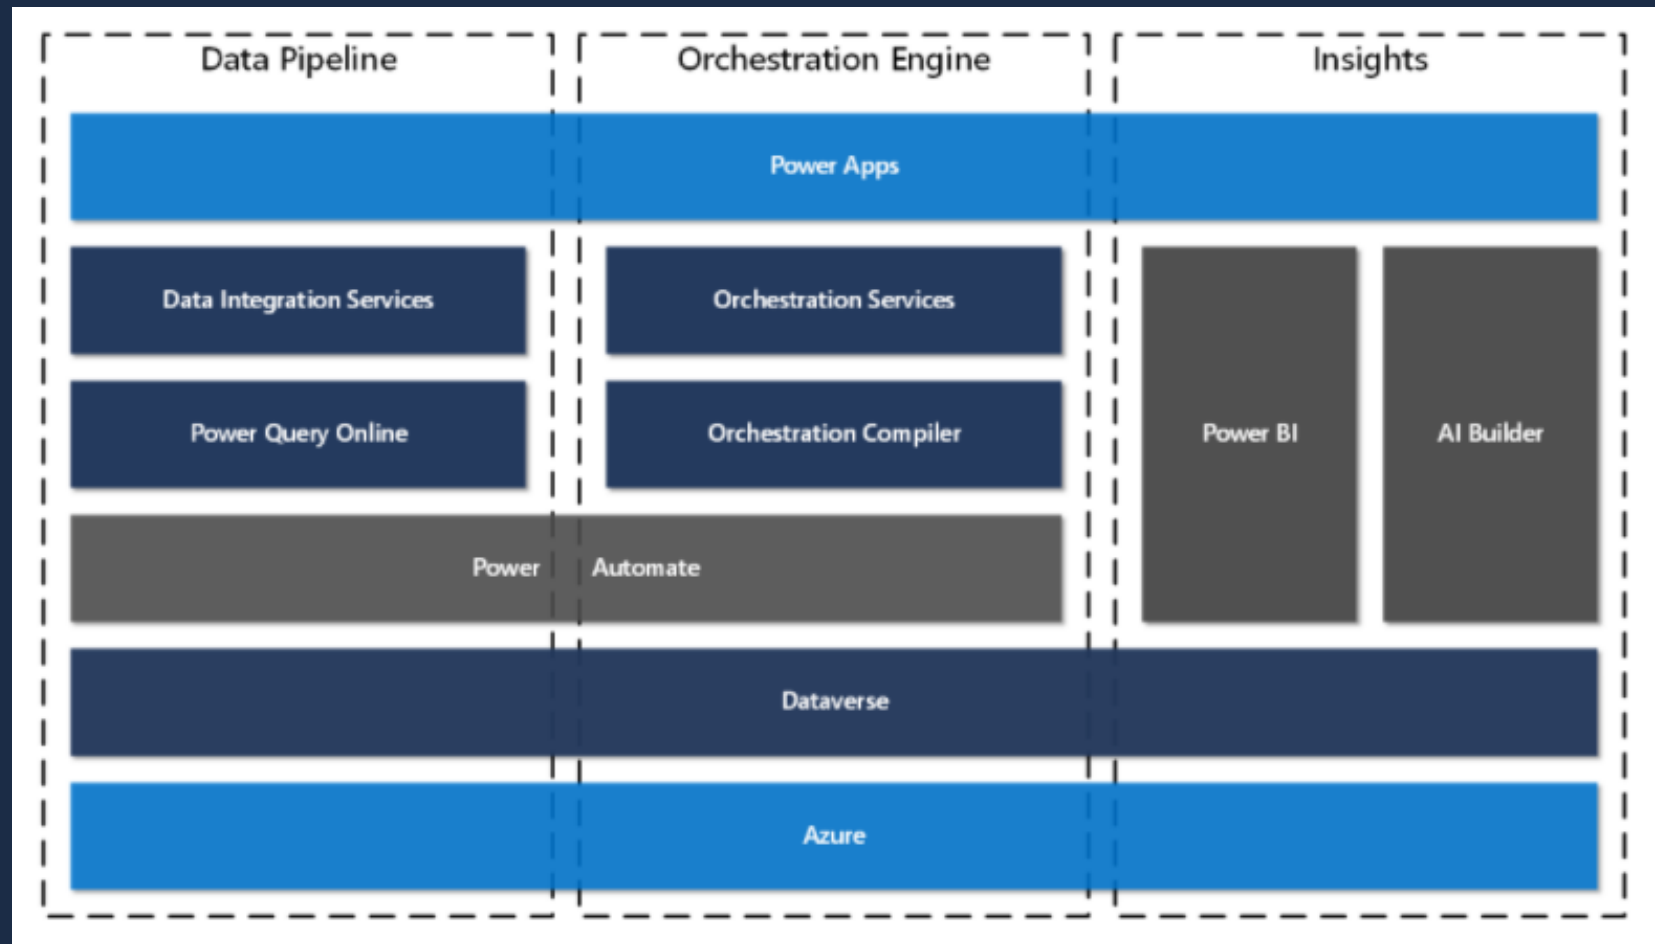 Data Pipeline
Orchestration Engine
Insights
Power Apps
Data Integration Services
Orchestration Services
Power Query Online
Orchestration Compiler
Power BI
AI Builder
Power Automate
Dataverse
Azure